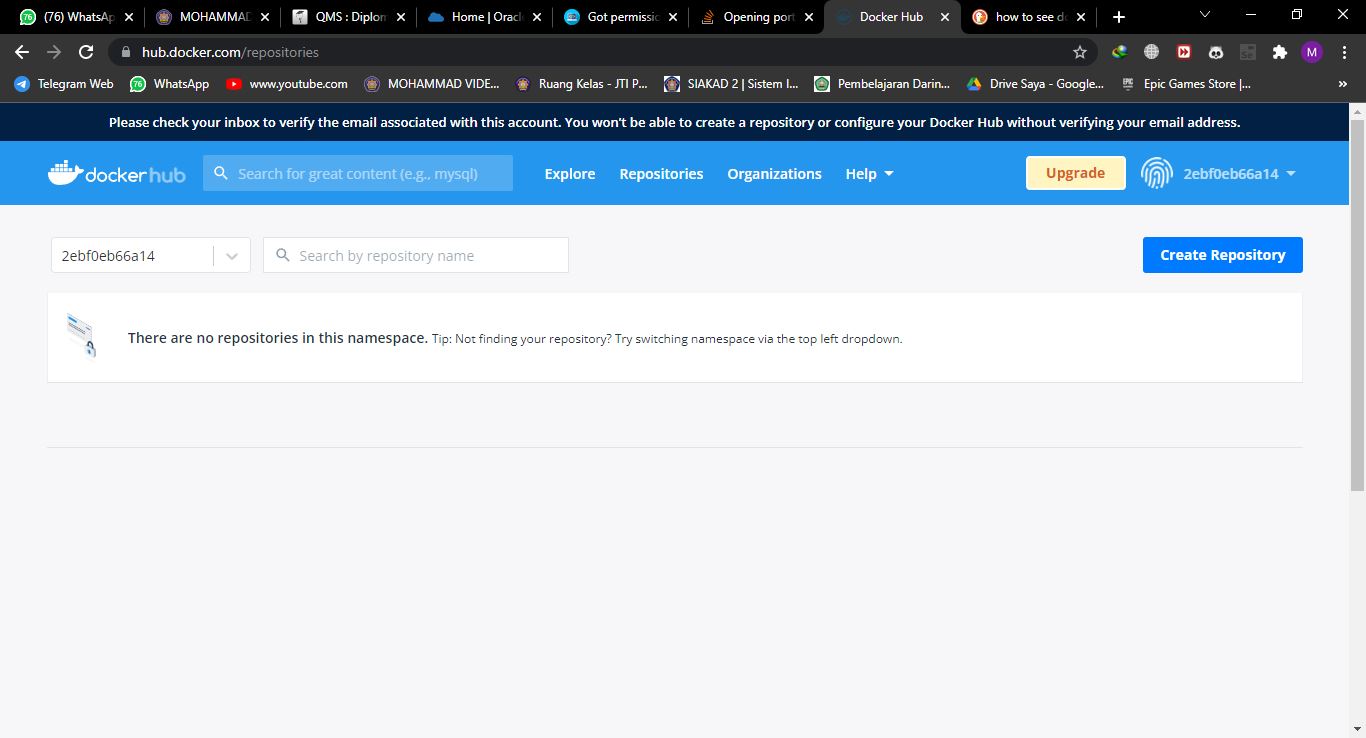 (76) WhatsAp
MOHAMMAD
QMS : Diplom
Home | Oracl
Got permissio
Opening port
Docker Hub
how to see do
hub.docker.com/repositories
M
Telegram Web
WhatsApp
www.youtube.com
MOHAMMAD VIDE...
Ruang Kelas - JTI P...
SIAKAD 2 | Sistem I...
Pembelajaran Darin...
Drive Saya - Google...
Epic Games Store |...
»
Please check your inbox to verify the email associated with this account. You won't be able to create a repository or configure your Docker Hub without verifying your email address.
dockerhub
Search for great content (e.g., mysql)
Explore
Repositories
Organizations
Help
Upgrade
2ebf0eb66a14
2ebf0eb66a14
Search by repository name
Create Repository
There are no repositories in this namespace. Tip: Not finding your repository? Try switching namespace via the top left dropdown.